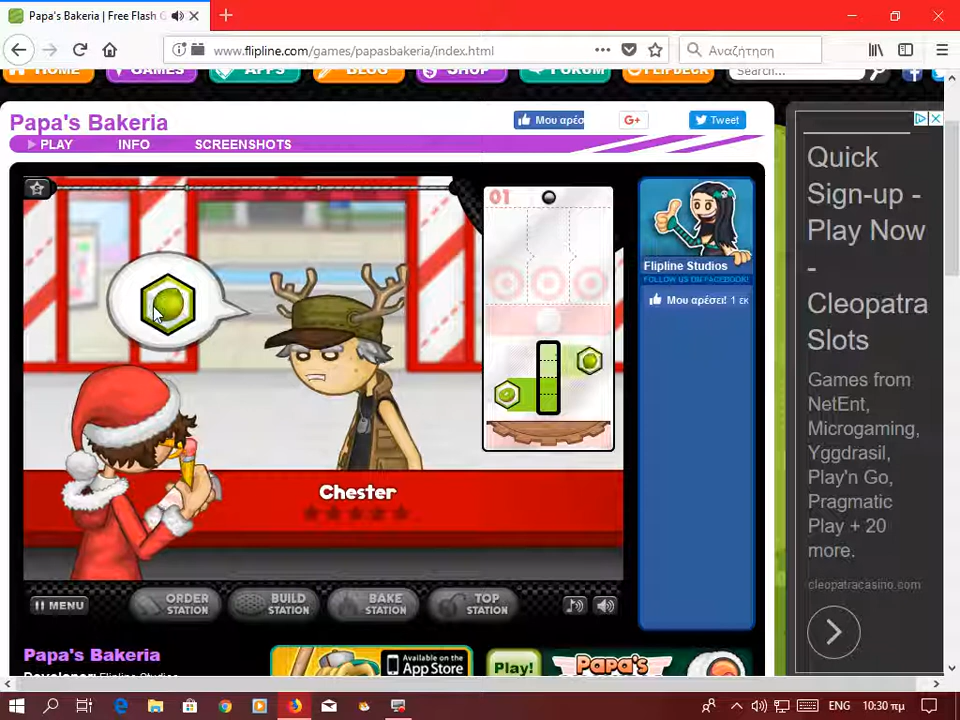 Papa's Bakeria | Free Flash G
www.flipline.com/games/papasbakeria/index.html
Αναζήτηση
HOME GAMES APPS BLOG SHOP FORUM FLIPDECK Search...
Papa's Bakeria
Μου αρέσ
G+
Tweet
PLAY INFO SCREENSHOTS
01
Flipline Studios
FOLLOW US ON FACEBOOK!
Μου αρέσει! 1 εκ
Quick
Sign-up -
Play Now
-
Cleopatra
Slots
Games from
NetEnt,
Microgaming,
Yggdrasil,
Play'n Go,
Pragmatic
Play + 20
more.
cleopatracasino.com
Chester
MENU
ORDER
STATION
BUILD
STATION
BAKE
STATION
TOP
STATION
Papa's Bakeria
Available on the
App Store
Play!
Papa's
ENG
10:30 πμ